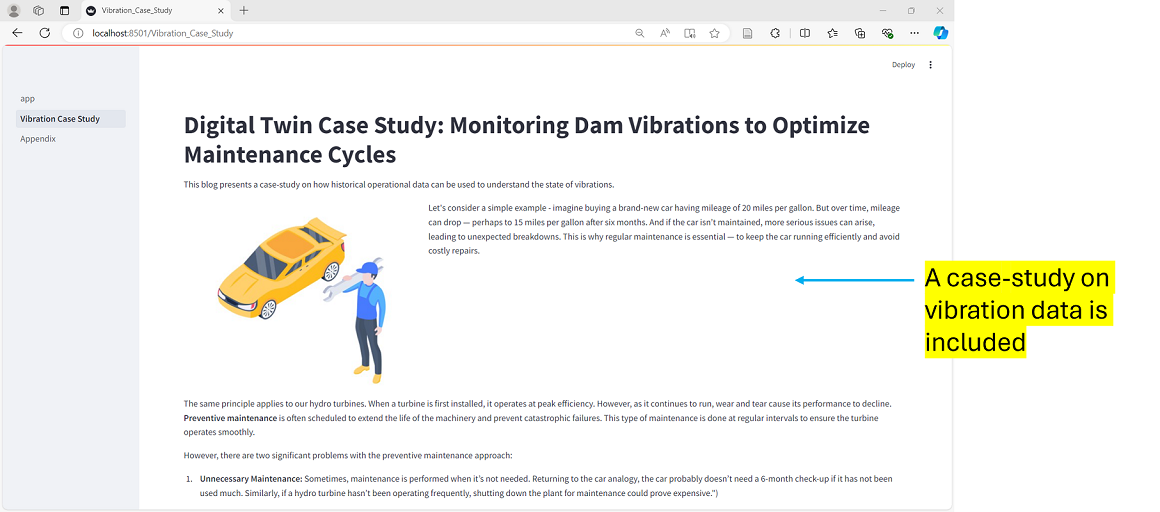 Vibration_Case_Study
localhost:8501/Vibration_Case_Study
Deploy
app
Vibration Case Study
Appendix
Digital Twin Case Study: Monitoring Dam Vibrations to Optimize
Maintenance Cycles
This blog presents a case-study on how historical operational data can be used to understand the state of vibrations.
Let's consider a simple example - imagine buying a brand-new car having mileage of 20 miles per gallon. But over time, mileage
can drop — perhaps to 15 miles per gallon after six months. And if the car isn't maintained, more serious issues can arise,
leading to unexpected breakdowns. This is why regular maintenance is essential — to keep the car running efficiently and avoid
costly repairs.
A case-study on
vibration data is
included
The same principle applies to our hydro turbines. When a turbine is first installed, it operates at peak efficiency. However, as it continues to run, wear and tear cause its performance to decline.
Preventive maintenance is often scheduled to extend the life of the machinery and prevent catastrophic failures. This type of maintenance is done at regular intervals to ensure the turbine
operates smoothly.
However, there are two significant problems with the preventive maintenance approach:
1. Unnecessary Maintenance: Sometimes, maintenance is performed when it's not needed. Returning to the car analogy, the car probably doesn't need a 6-month check-up if it has not been
used much. Similarly, if a hydro turbine hasn't been operating frequently, shutting down the plant for maintenance could prove expensive.")